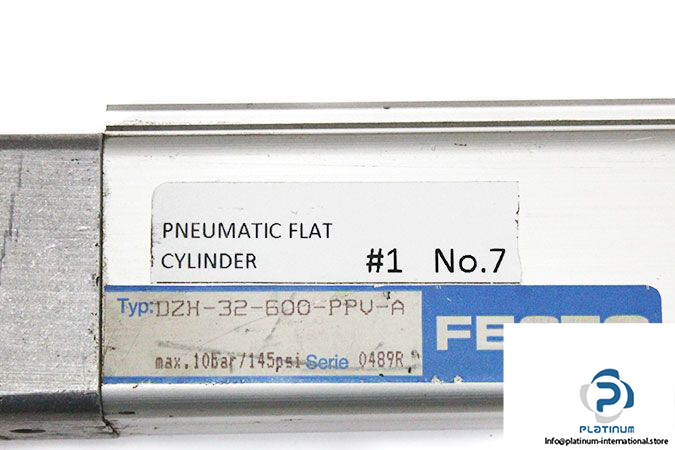 PNEUMATIC FLAT
CYLINDER #1 No.7
Typ: DZH-32-600-PPV-A
FESTO
max. 10bar/145psi Serie 0489R
PLATINUM
Info@platinum-international.store